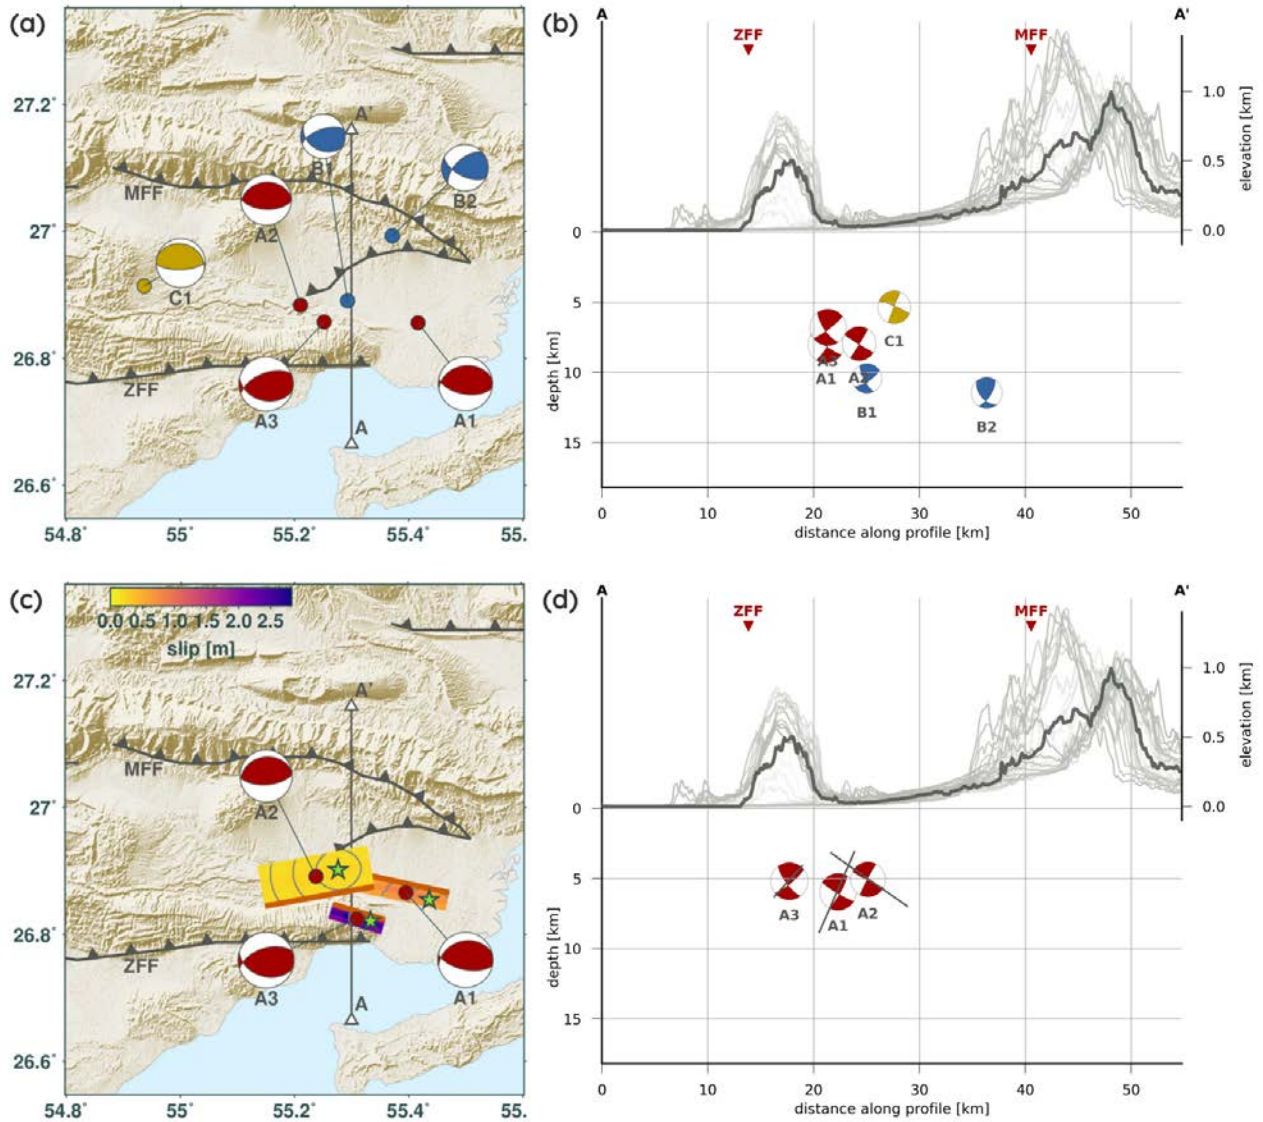 (a)
27.2°
27°
26.8°
26.6°
54.8°
55°
55.2°
55.4°
55.
A'
B1
B2
MFF
A2
C1
ZFF
A3
A
A1
(b)
A
A'
ZFF
MFF
1.0
0.5
0.0
elevation [km]
0
5
10
15
depth [km]
C1
A3
A1
A2
B1
B2
0
10
20
30
40
50
distance along profile [km]
(c)
0.0 0.5 1.0 1.5 2.0 2.5
slip [m]
27.2°
27°
26.8°
26.6°
54.8°
55°
55.2°
55.4°
55.
A'
MFF
A2
ZFF
A3
A
A1
(d)
A
A'
ZFF
MFF
1.0
0.5
0.0
elevation [km]
0
5
10
15
depth [km]
A3
A1
A2
0
10
20
30
40
50
distance along profile [km]